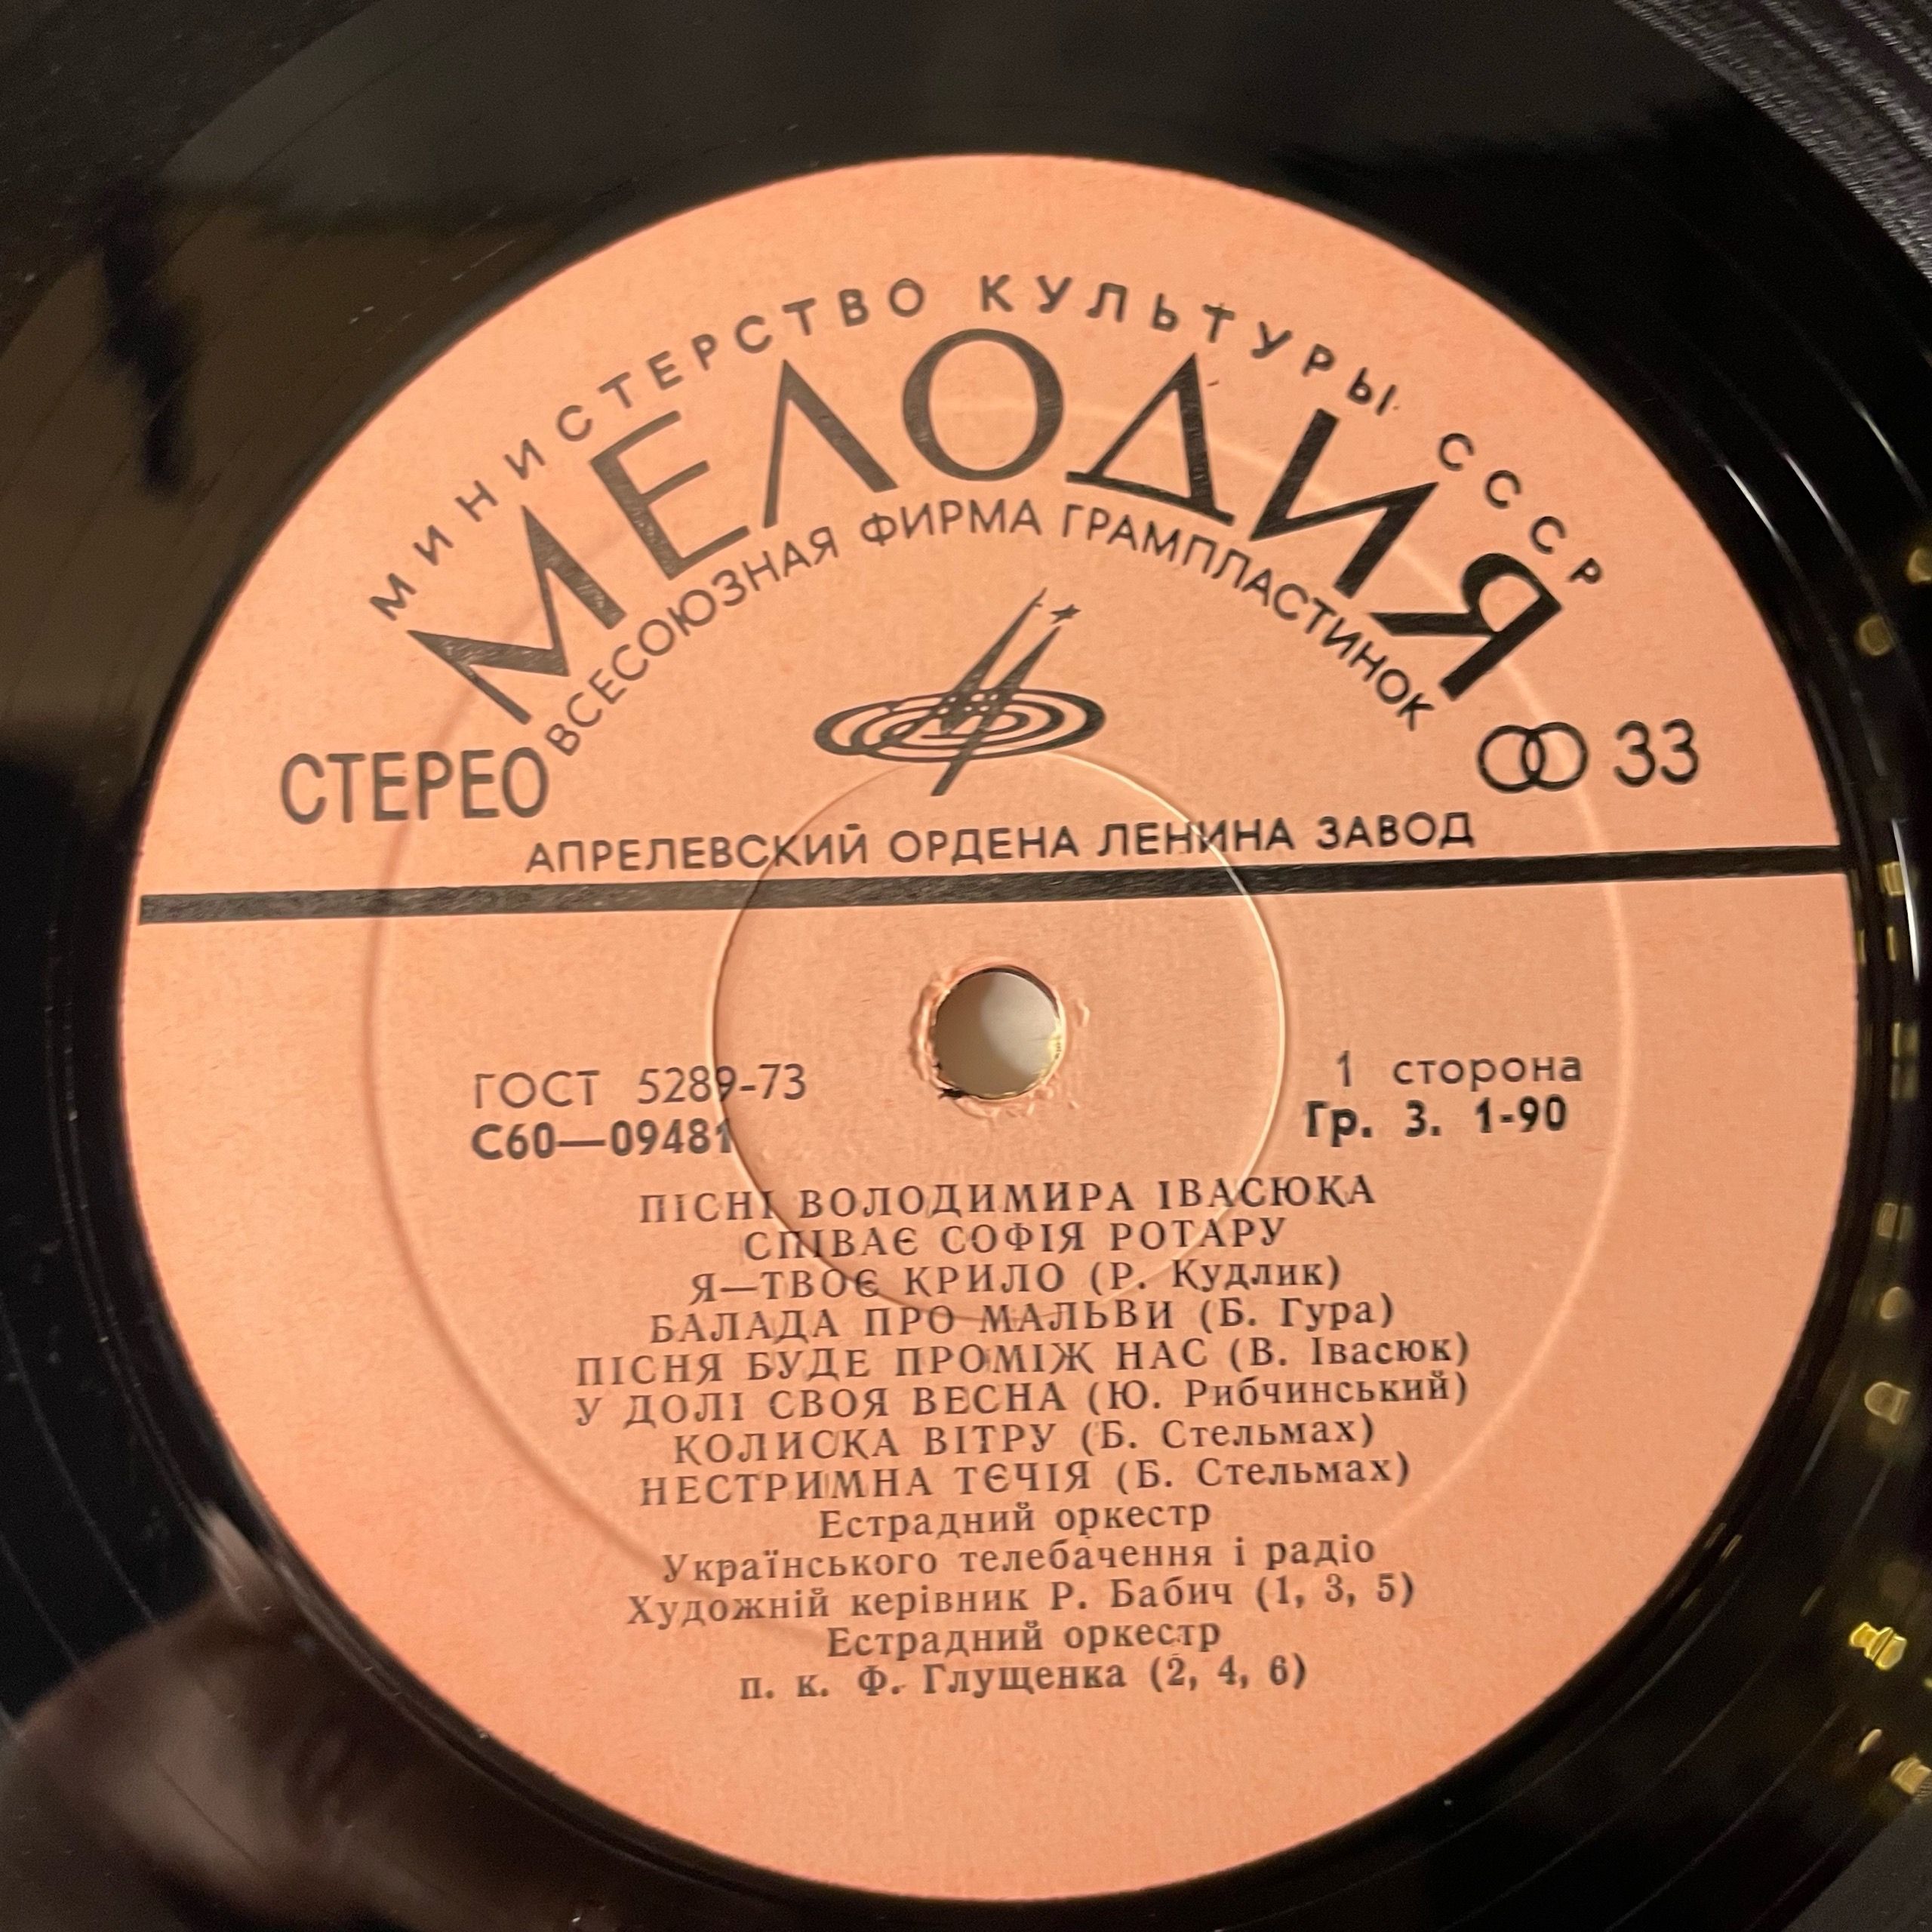 МИНИСТЕРСТВО КУЛЬТУРЫ СССР
МЕЛОДИЯ
ВСЕСОЮЗНАЯ ФИРМА ГРАМПЛАСТИНОК
СТЕРЕО
33
АПРЕЛЕВСКИЙ ОРДЕНА ЛЕНИНА ЗАВОД
ГОСТ 5289-73
С60—09481
1 сторона
Гр. 3. 1-90
ПІСНІ ВОЛОДИМИРА ІВАСЮКА
СПІВАЄ СОФІЯ РОТАРУ
Я—ТВОЄ КРИЛО (Р. Кудлик)
БАЛАДА ПРО МАЛЬВИ (Б. Гура)
ПІСНЯ БУДЕ ПРОМІЖ НАС (В. Івасюк)
У ДОЛІ СВОЯ ВЕСНА (Ю. Рибчинський)
КОЛИСКА ВІТРУ (Б. Стельмах)
НЕСТРИМНА ТЄЧІЯ (Б. Стельмах)
Естрадний оркестр
Українського телебачення і радіо
Художній керівник Р. Бабич (1, 3, 5)
Естрадний оркестр
п. к. Ф. Глущенка (2, 4, 6)